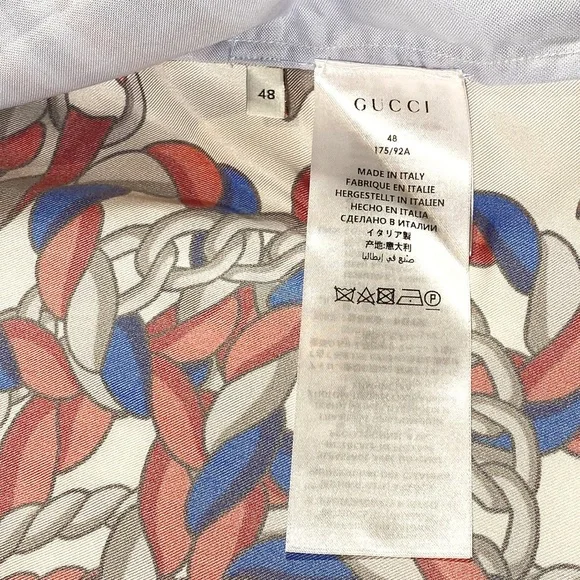 48
GUCCI
48
175/92A
MADE IN ITALY
FABRIQUE EN ITALIE
HERGESTELLT IN ITALIEN
HECHO EN ITALIA
СДЕЛАНО В ИТАЛИИ
イタリア製
产地:意大利
صنع في إيطاليا
P